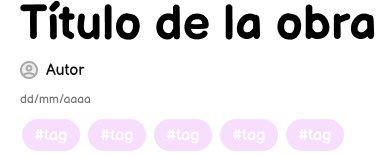 Título de la obra
Autor
dd/mm/aaaa
#tag #tag #tag #tag #tag